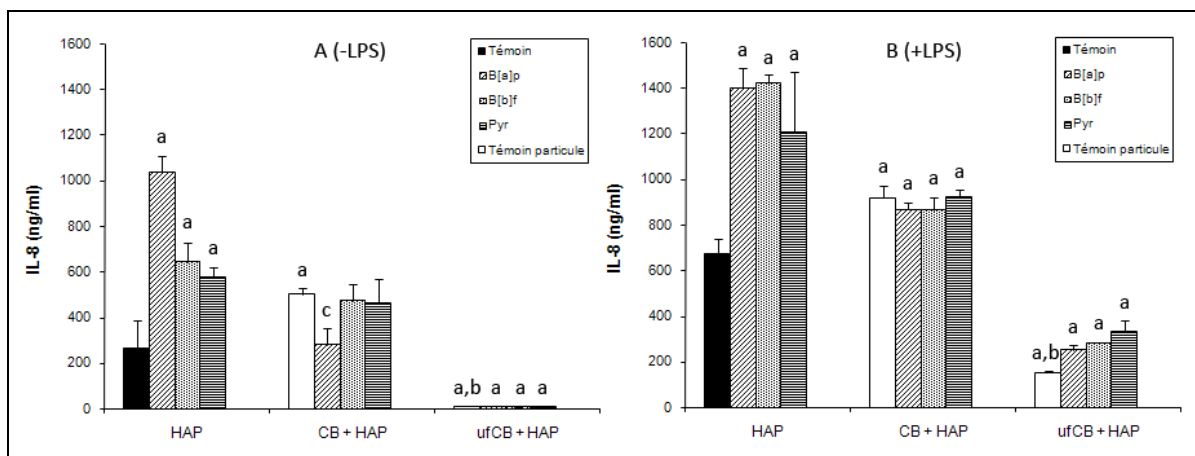 A (-LPS)
IL-8 (ng/ml)
1600
1400
1200
1000
800
600
400
200
0
Témoin
B[a]p
B[b]f
Pyr
Témoin particule
a
a
a
a
c
a,b a a a
HAP CB + HAP ufCB + HAP
B (+LPS)
IL-8 (ng/ml)
1600
1400
1200
1000
800
600
400
200
0
Témoin
B[a]p
B[b]f
Pyr
Témoin particule
a a a
a a a a
a,b a a a
HAP CB + HAP ufCB + HAP